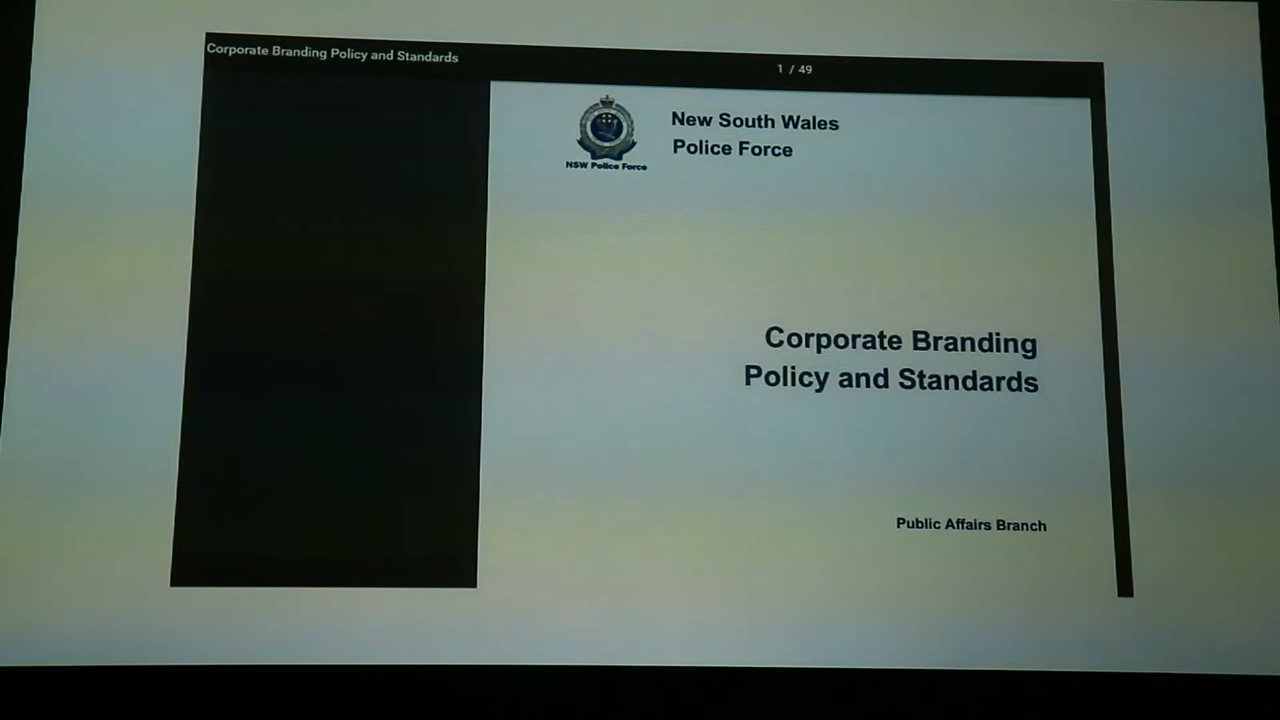 Corporate Branding Policy and Standards
1 / 49
NSW Police Force
New South Wales
Police Force
Corporate Branding
Policy and Standards
Public Affairs Branch